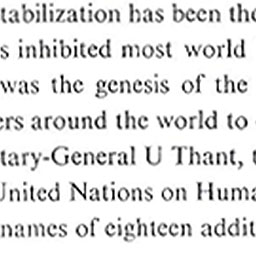 tabilization has been the
s inhibited most world
was the genesis of the
ers around the world to
tary-General U Thant,
United Nations on Huma
names of eighteen addit